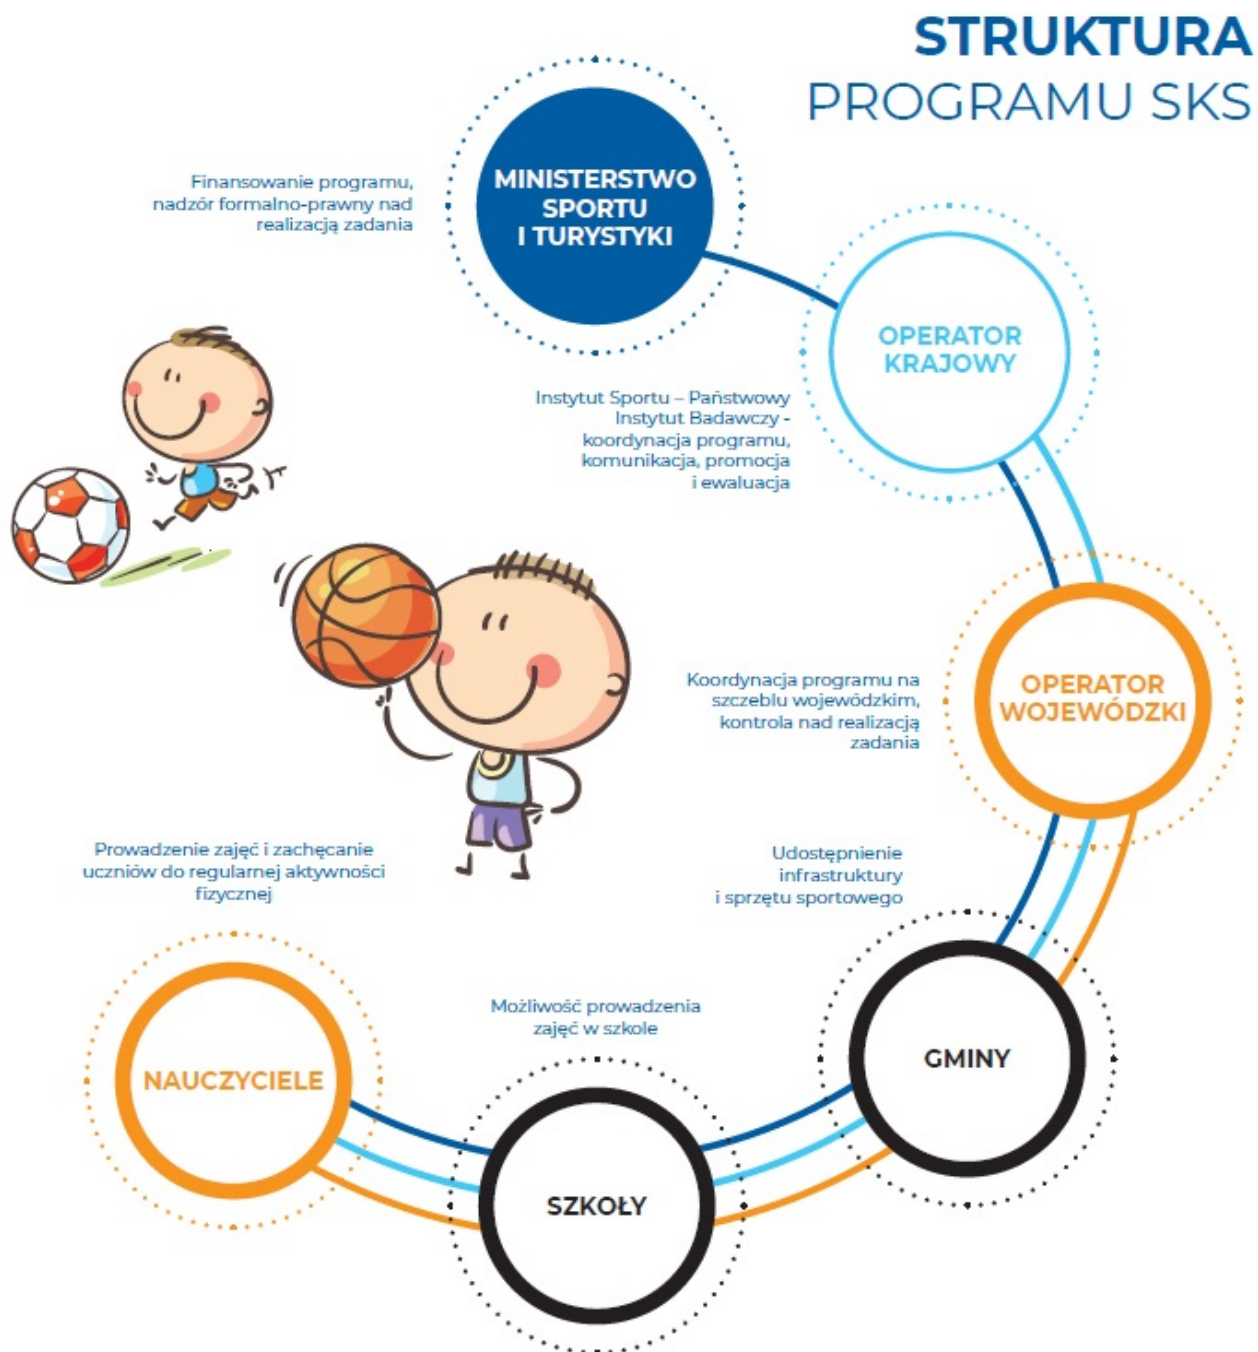 STRUKTURA
PROGRAMU SKS
MINISTERSTWO
SPORTU
I TURYSTYKI
Finansowanie programu,
nadzór formalno-prawny nad
realizacją zadania
OPERATOR
KRAJOWY
Instytut Sportu – Państwowy
Instytut Badawczy -
koordynacja programu,
komunikacja, promocja
i ewaluacja
OPERATOR
WOJEWÓDZKI
Koordynacja programu na
szczeblu wojewódzkim,
kontrola nad realizacją
zadania
Udostępnienie
infrastruktury
i sprzętu sportowego
GMINY
Możliwość prowadzenia
zajęć w szkole
SZKOŁY
Prowadzenie zajęć i zachęcanie
uczniów do regularnej aktywności
fizycznej
NAUCZYCIELE